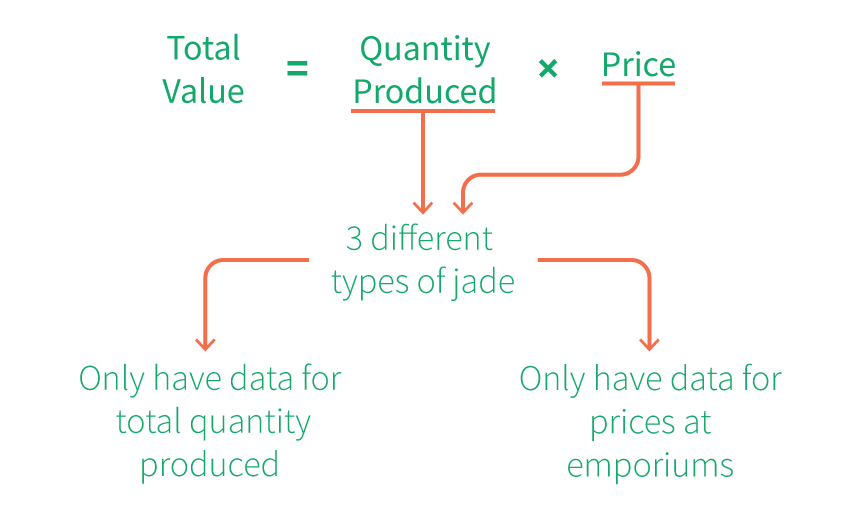 Total
Value
=
Quantity
Produced
×
Price
3 different
types of jade
Only have data for
total quantity
produced
Only have data for
prices at
emporiums